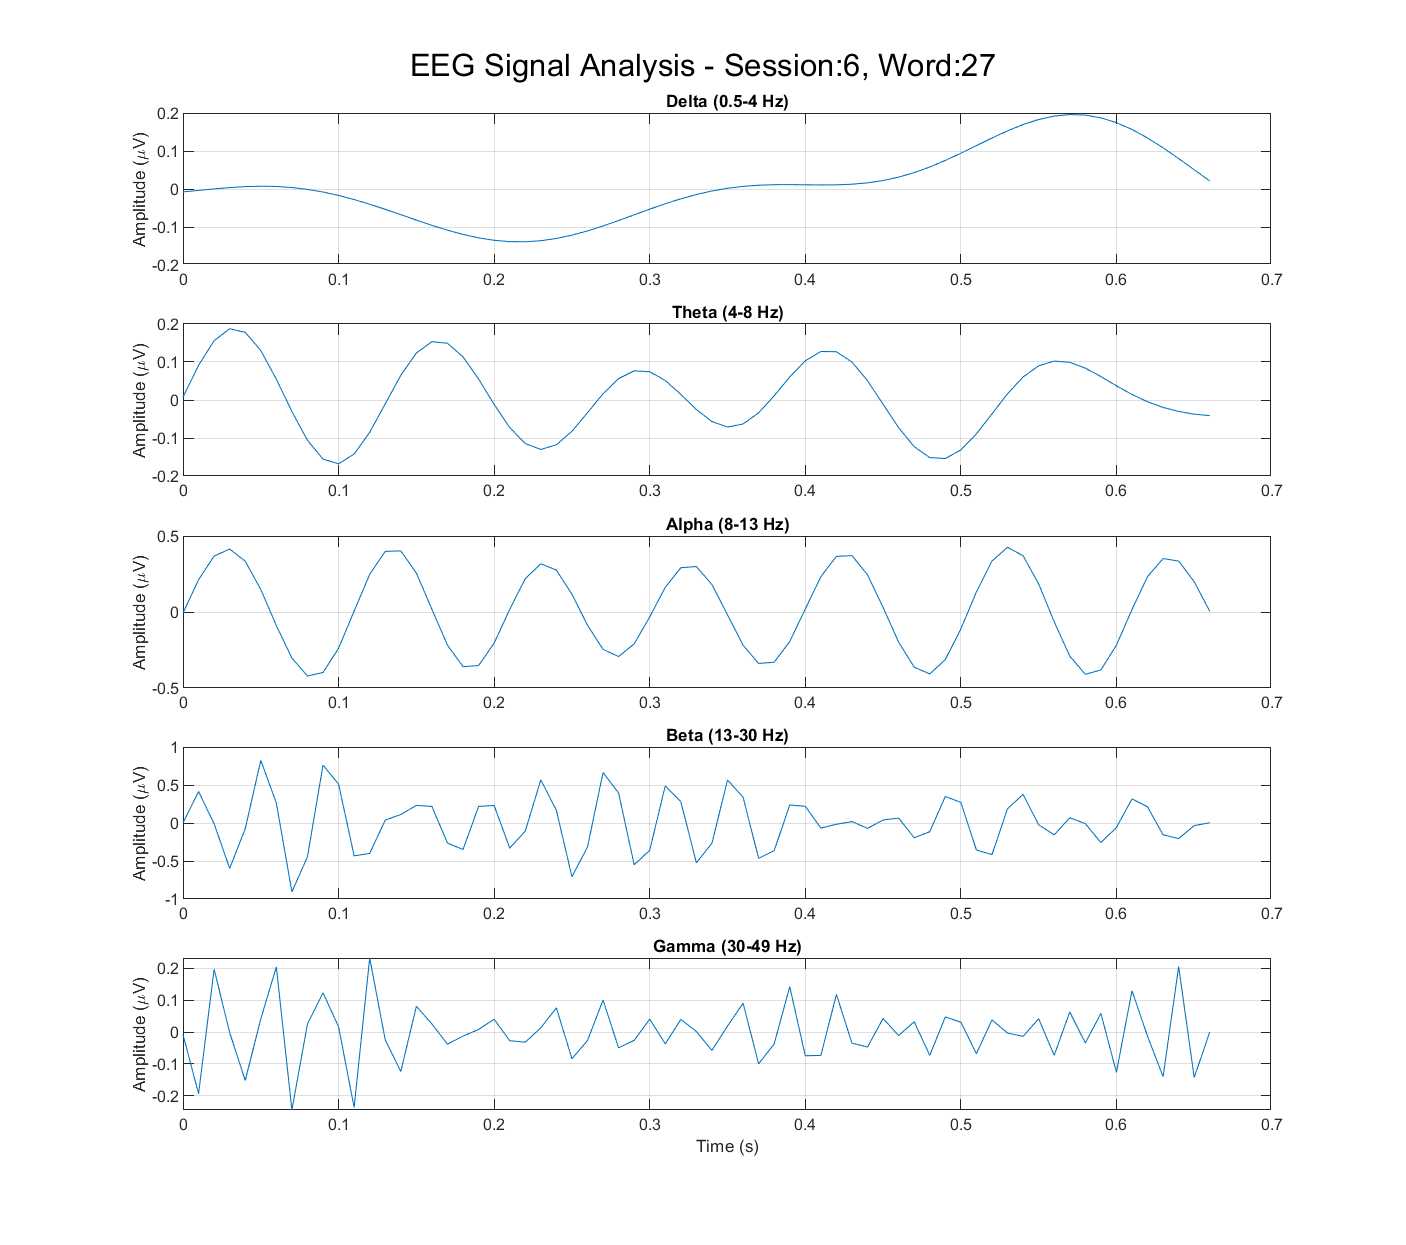 EEG Signal Analysis - Session:6, Word:27
Delta (0.5-4 Hz)
Amplitude (μV)
0.2
0.1
0
-0.1
-0.2
0 0.1 0.2 0.3 0.4 0.5 0.6 0.7
Theta (4-8 Hz)
Amplitude (μV)
0.2
0.1
0
-0.1
-0.2
0 0.1 0.2 0.3 0.4 0.5 0.6 0.7
Alpha (8-13 Hz)
Amplitude (μV)
0.5
0
-0.5
0 0.1 0.2 0.3 0.4 0.5 0.6 0.7
Beta (13-30 Hz)
Amplitude (μV)
1
0.5
0
-0.5
-1
0 0.1 0.2 0.3 0.4 0.5 0.6 0.7
Gamma (30-49 Hz)
Amplitude (μV)
0.2
0.1
0
-0.1
-0.2
0 0.1 0.2 0.3 0.4 0.5 0.6 0.7
Time (s)